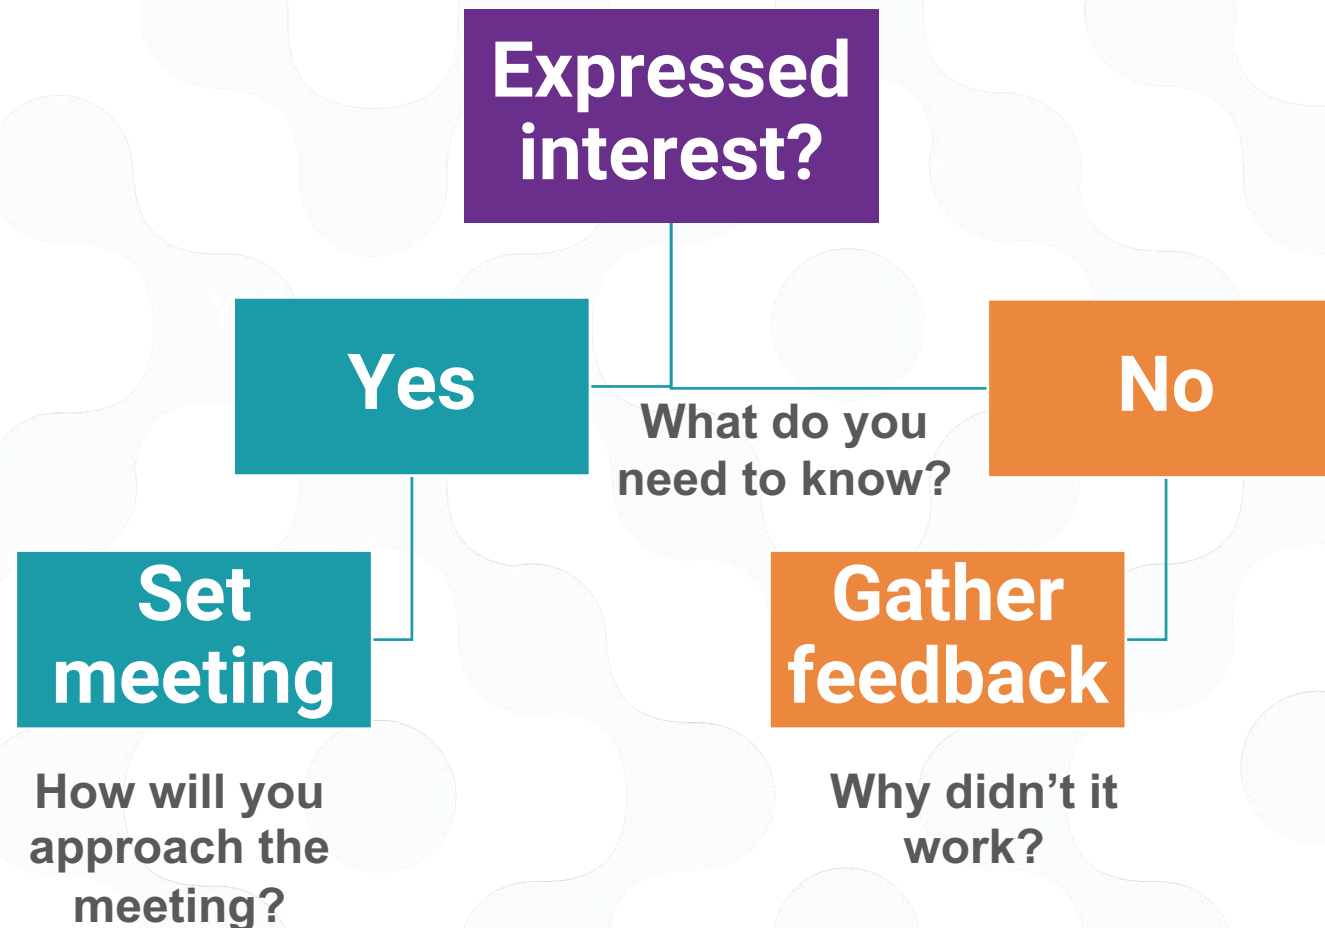 Expressed
interest?
Yes
No
What do you
need to know?
Set
meeting
Gather
feedback
How will you
approach the
meeting?
Why didn’t it
work?